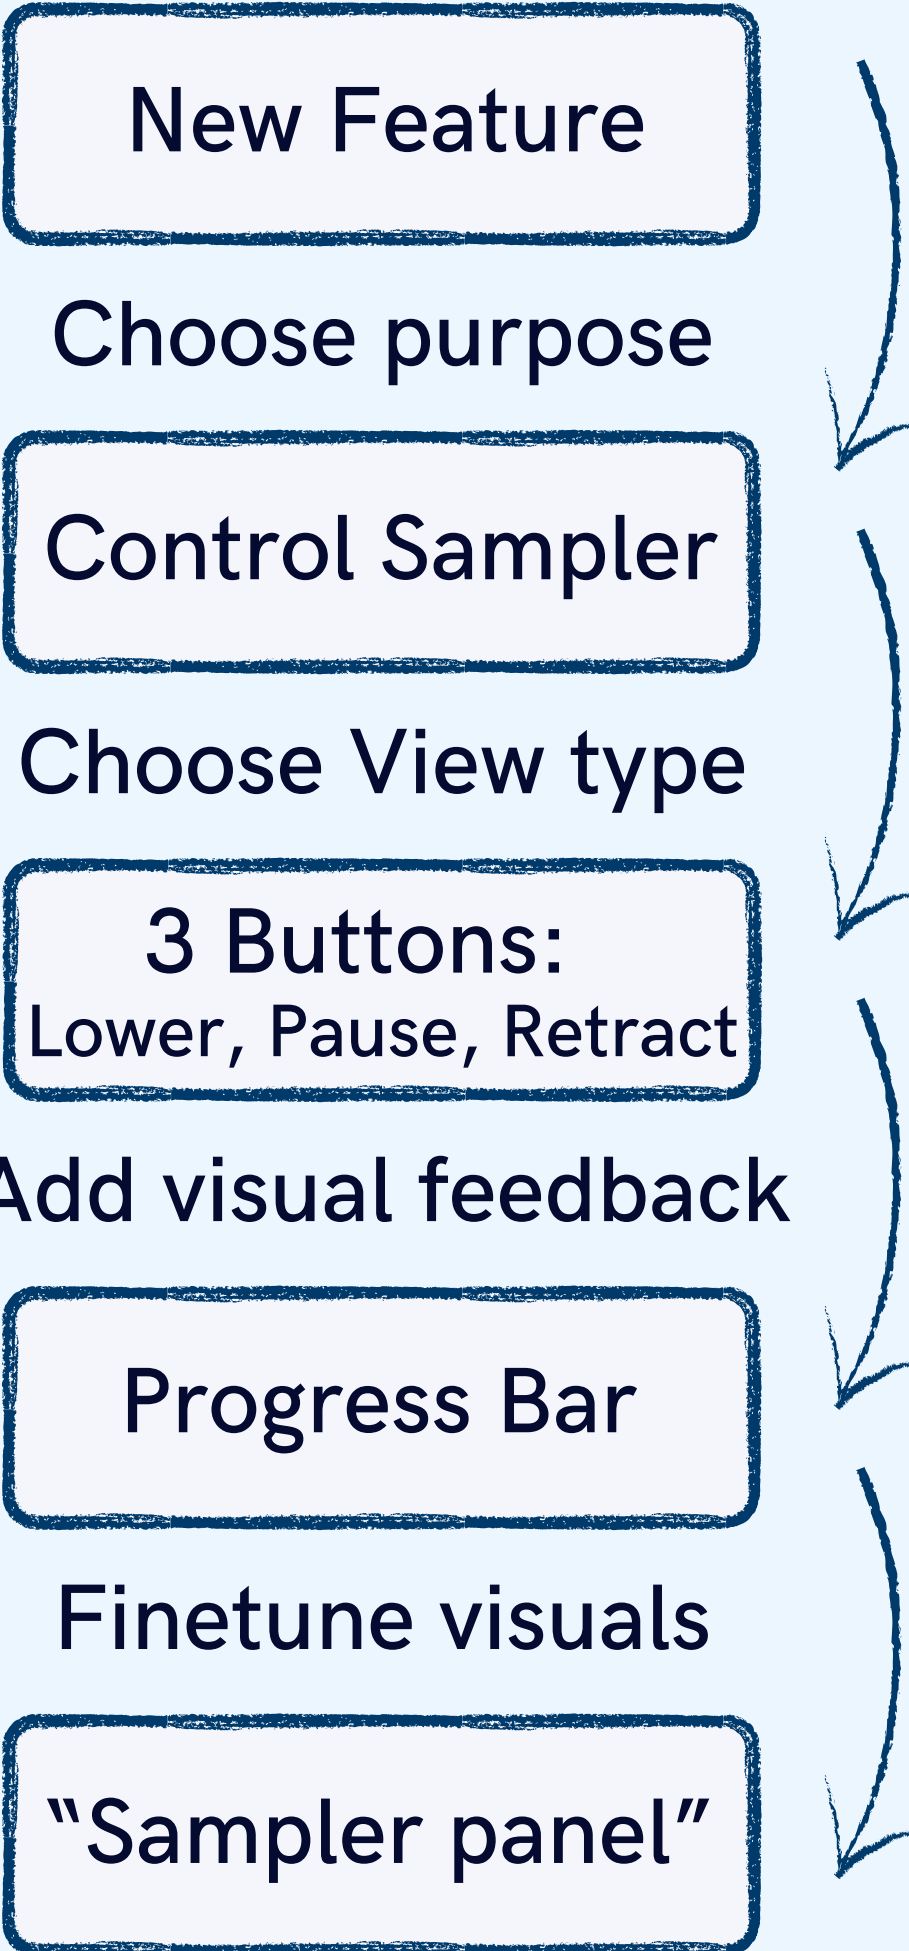 New Feature
Choose purpose
Control Sampler
Choose View type
3 Buttons:
Lower, Pause, Retract
Add visual feedback
Progress Bar
Finetune visuals
“Sampler panel”